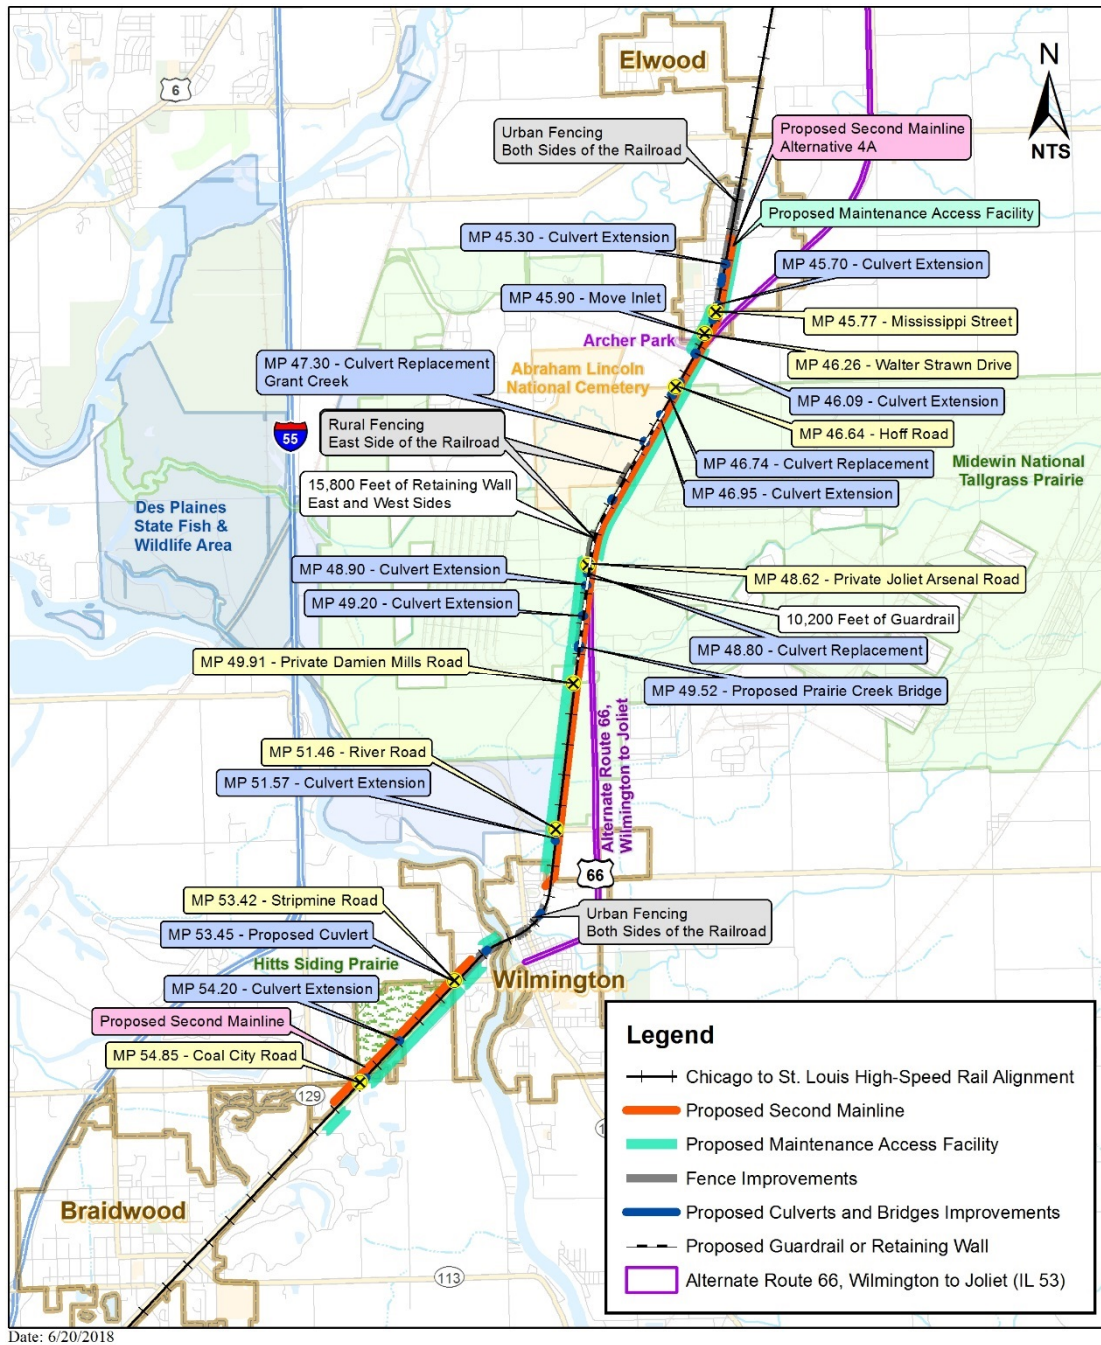 Elwood
6
N
NTS
Urban Fencing
Both Sides of the Railroad
Proposed Second Mainline
Alternative 4A
Proposed Maintenance Access Facility
MP 45.30 - Culvert Extension
MP 45.70 - Culvert Extension
MP 45.90 - Move Inlet
MP 45.77 - Mississippi Street
Archer Park
MP 46.26 - Walter Strawn Drive
MP 47.30 - Culvert Replacement
Grant Creek
Abraham Lincoln
National Cemetery
MP 46.09 - Culvert Extension
Rural Fencing
East Side of the Railroad
55
MP 46.64 - Hoff Road
MP 46.74 - Culvert Replacement
Midewin National
Tallgrass Prairie
15,800 Feet of Retaining Wall
East and West Sides
MP 46.95 - Culvert Extension
Des Plaines
State Fish &
Wildlife Area
MP 48.90 - Culvert Extension
MP 48.62 - Private Joliet Arsenal Road
MP 49.20 - Culvert Extension
10,200 Feet of Guardrail
MP 48.80 - Culvert Replacement
MP 49.91 - Private Damien Mills Road
MP 49.52 - Proposed Prairie Creek Bridge
Alternate Route 66,
Wilmington to Joliet
MP 51.46 - River Road
MP 51.57 - Culvert Extension
66
MP 53.42 - Stripmine Road
Urban Fencing
Both Sides of the Railroad
MP 53.45 - Proposed Cuvlert
Hitts Siding Prairie
Wilmington
MP 54.20 - Culvert Extension
Proposed Second Mainline
MP 54.85 - Coal City Road
129
Braidwood
113
Legend
Chicago to St. Louis High-Speed Rail Alignment
Proposed Second Mainline
Proposed Maintenance Access Facility
Fence Improvements
Proposed Culverts and Bridges Improvements
Proposed Guardrail or Retaining Wall
Alternate Route 66, Wilmington to Joliet (IL 53)
Date: 6/20/2018